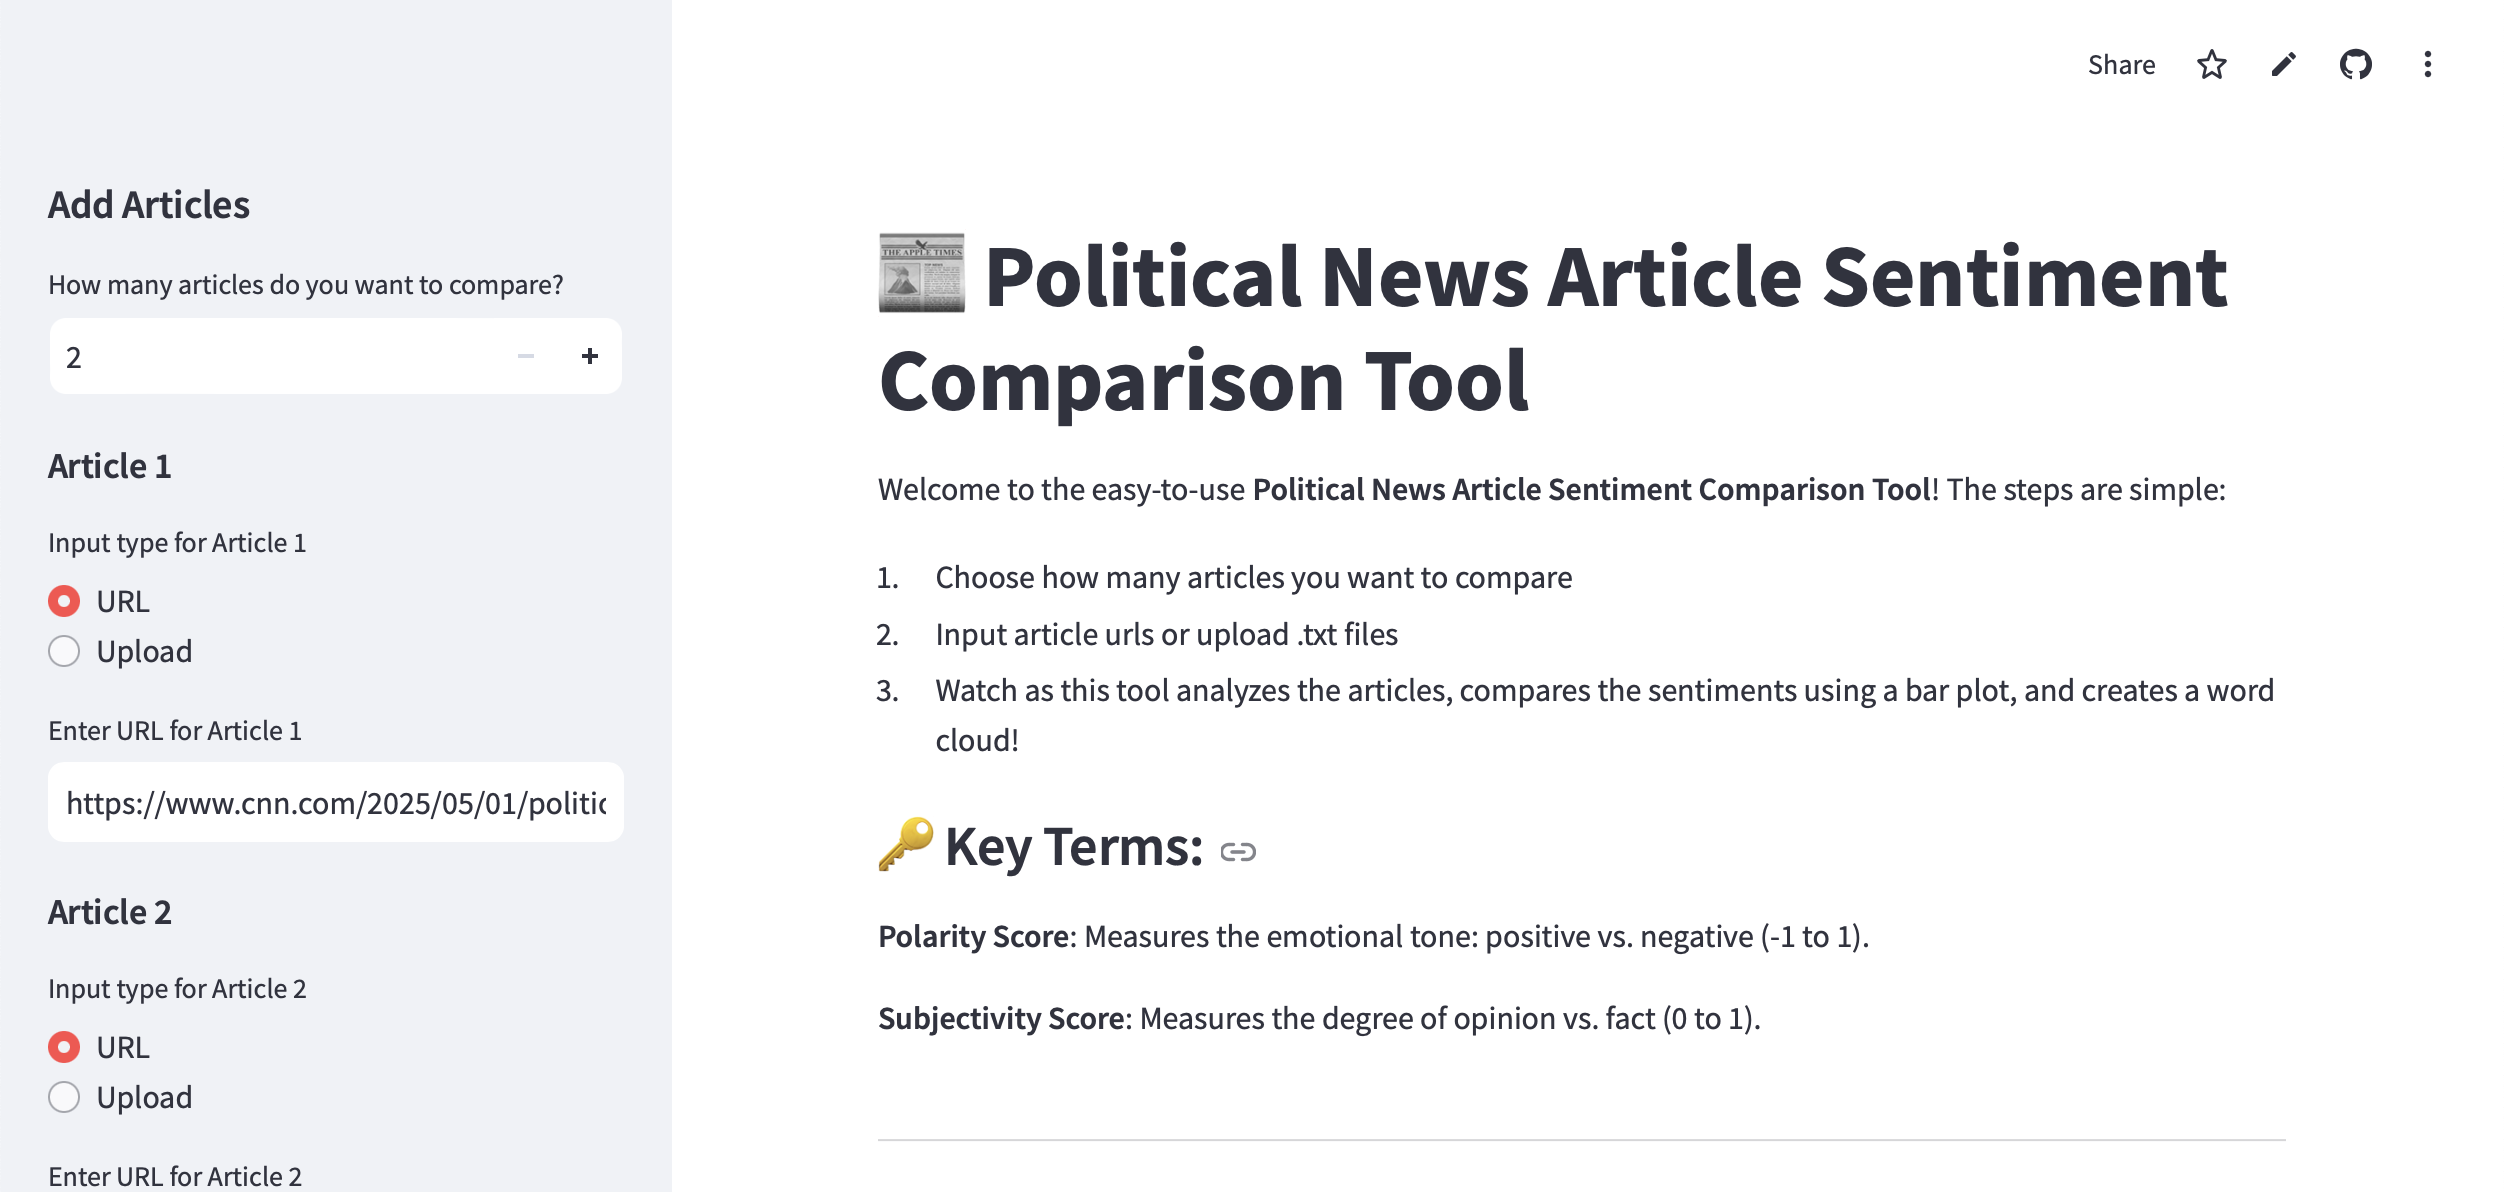 Share
Add Articles
How many articles do you want to compare?
2
Article 1
Input type for Article 1
URL
Upload
Enter URL for Article 1
https://www.cnn.com/2025/05/01/politic
Article 2
Input type for Article 2
URL
Upload
Enter URL for Article 2
THE APPLE TIMES
Political News Article Sentiment
Comparison Tool
Welcome to the easy-to-use Political News Article Sentiment Comparison Tool! The steps are simple:
1. Choose how many articles you want to compare
2. Input article urls or upload .txt files
3. Watch as this tool analyzes the articles, compares the sentiments using a bar plot, and creates a word
cloud!
Key Terms:
Polarity Score: Measures the emotional tone: positive vs. negative (-1 to 1).
Subjectivity Score: Measures the degree of opinion vs. fact (0 to 1).